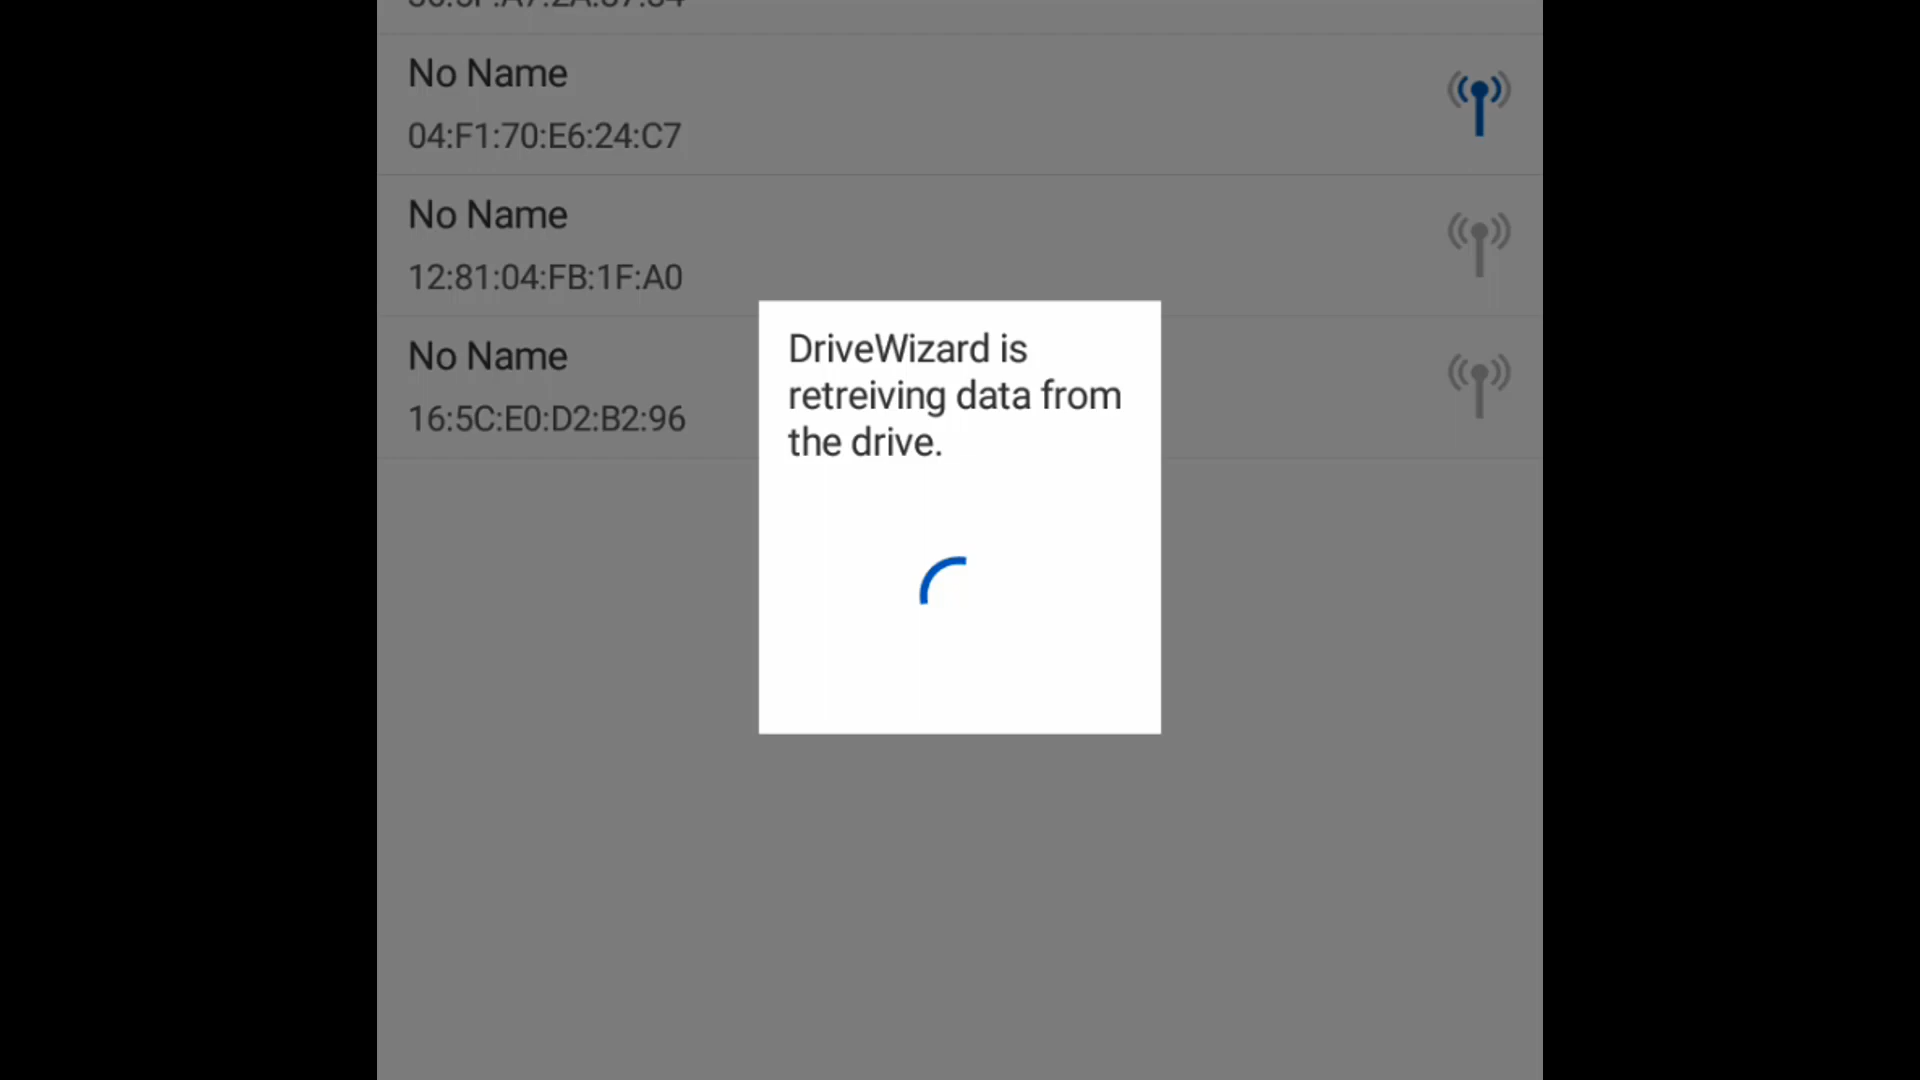 No Name
04:F1:70:E6:24:C7
No Name
12:81:04:FB:1F:A0
No Name
16:5C:E0:D2:B2:96
DriveWizard is
retreiving data from
the drive.